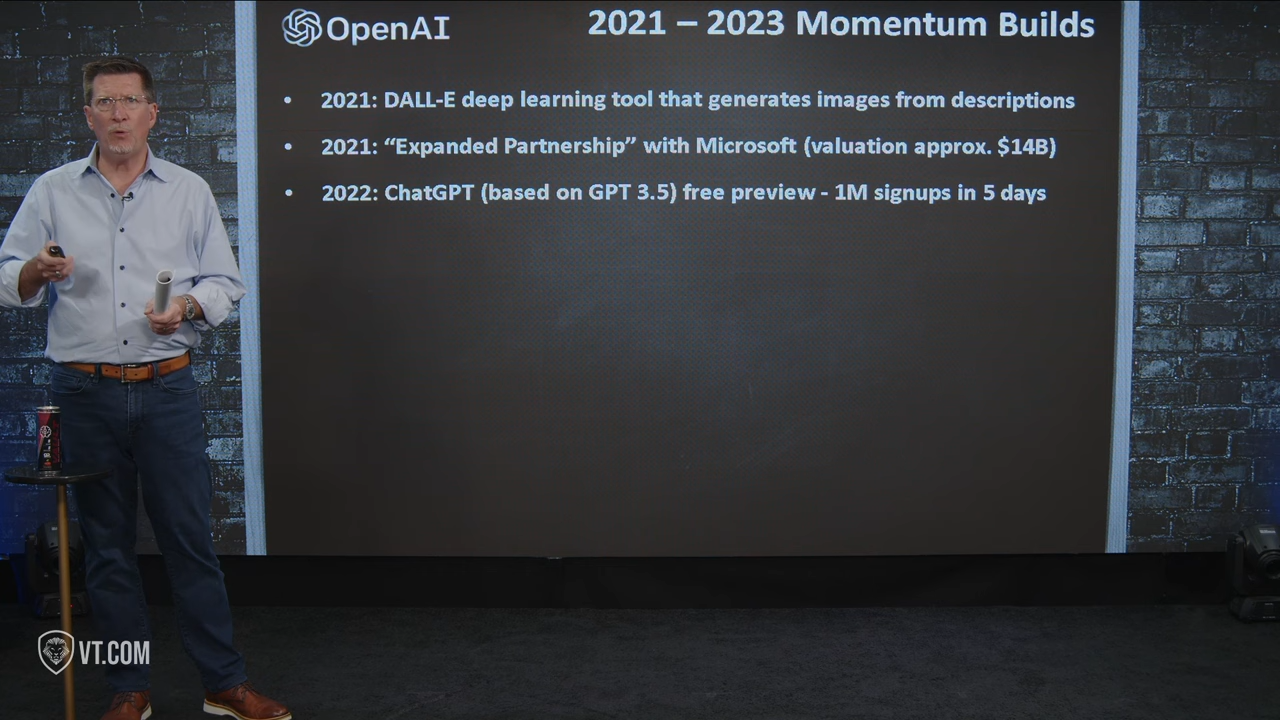 OpenAI
2021 – 2023 Momentum Builds
• 2021: DALL-E deep learning tool that generates images from descriptions
• 2021: “Expanded Partnership” with Microsoft (valuation approx. $14B)
• 2022: ChatGPT (based on GPT 3.5) free preview - 1M signups in 5 days
VT.COM